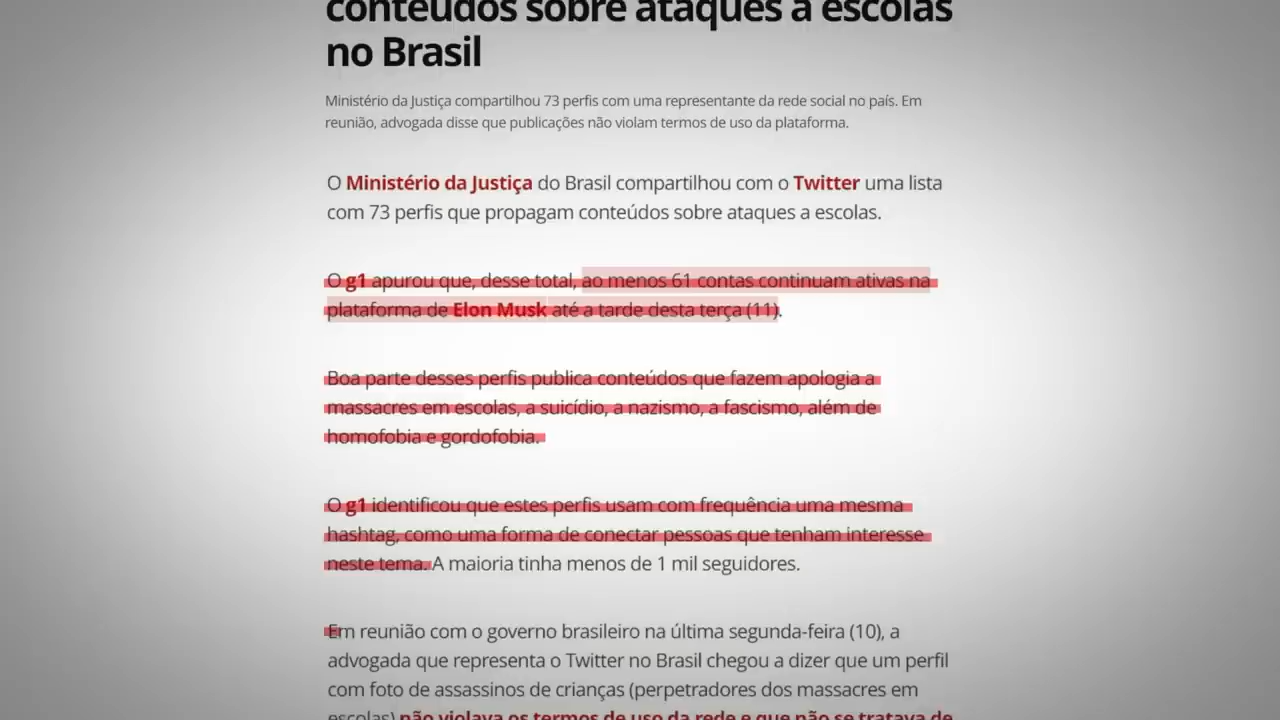 conteúdos sobre ataques a escolas
no Brasil
Ministério da Justiça compartilhou 73 perfis com uma representante da rede social no país. Em
reunião, advogada disse que publicações não violam termos de uso da plataforma.
O Ministério da Justiça do Brasil compartilhou com o Twitter uma lista
com 73 perfis que propagam conteúdos sobre ataques a escolas.
O g1 apurou que, desse total, ao menos 61 contas continuam ativas na
plataforma de Elon Musk até a tarde desta terça (11).
Boa parte desses perfis publica conteúdos que fazem apologia a
massacres em escolas, a suicídio, a nazismo, a fascismo, além de
homofobia e gordofobia.
O g1 identificou que estes perfis usam com frequência uma mesma
hashtag, como uma forma de conectar pessoas que tenham interesse
neste tema. A maioria tinha menos de 1 mil seguidores.
Em reunião com o governo brasileiro na última segunda-feira (10), a
advogada que representa o Twitter no Brasil chegou a dizer que um perfil
com foto de assassinos de crianças (perpetradores dos massacres em
escolas) não violava os termos de uso da rede e que não se tratava de